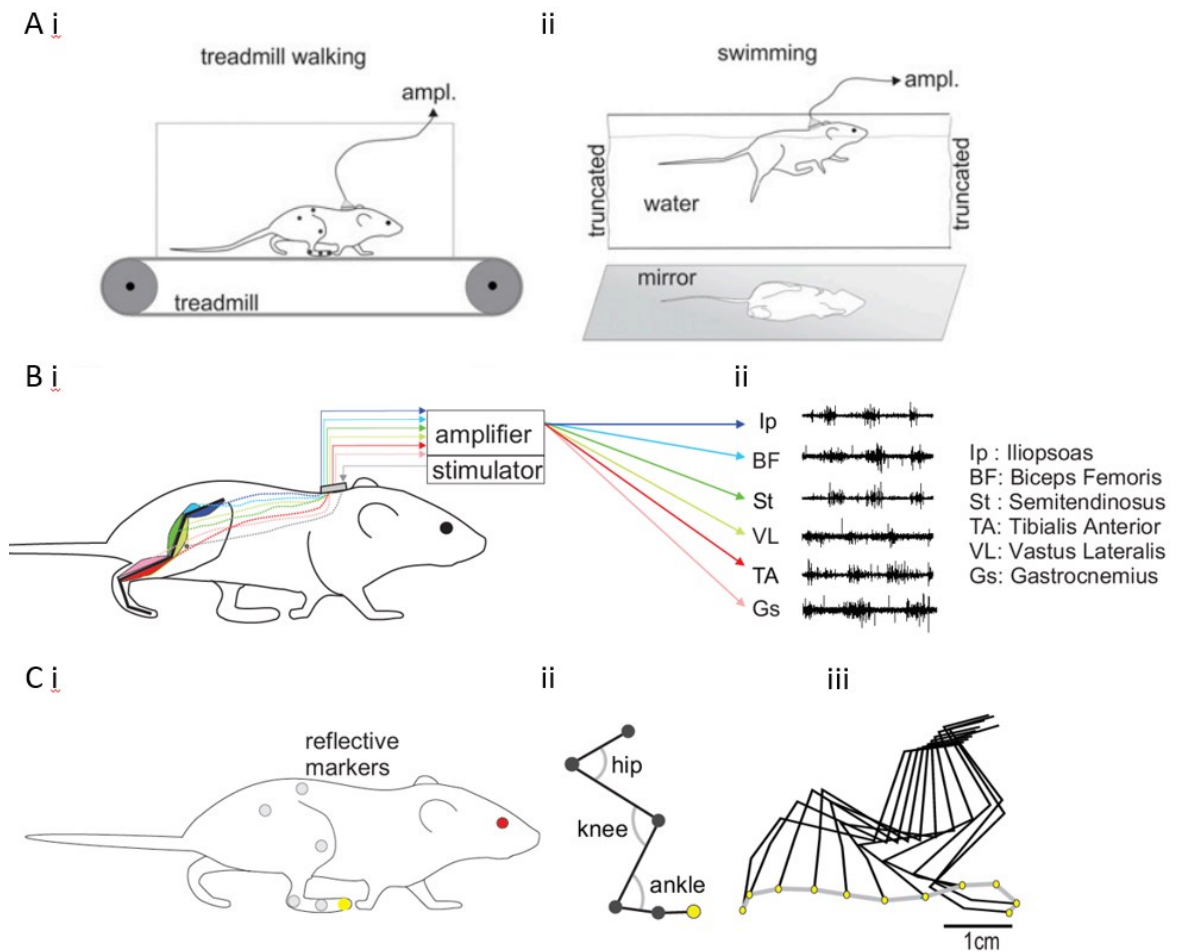 A i
ii
treadmill walking
ampl.
treadmill
swimming
ampl.
truncated
water
truncated
mirror
B i
ii
amplifier
stimulator
Ip
BF
St
VL
TA
Gs
Ip : Iliopsoas
BF: Biceps Femoris
St : Semitendinosus
TA: Tibialis Anterior
VL: Vastus Lateralis
Gs: Gastrocnemius
C i
ii
iii
reflective
markers
hip
knee
ankle
1cm